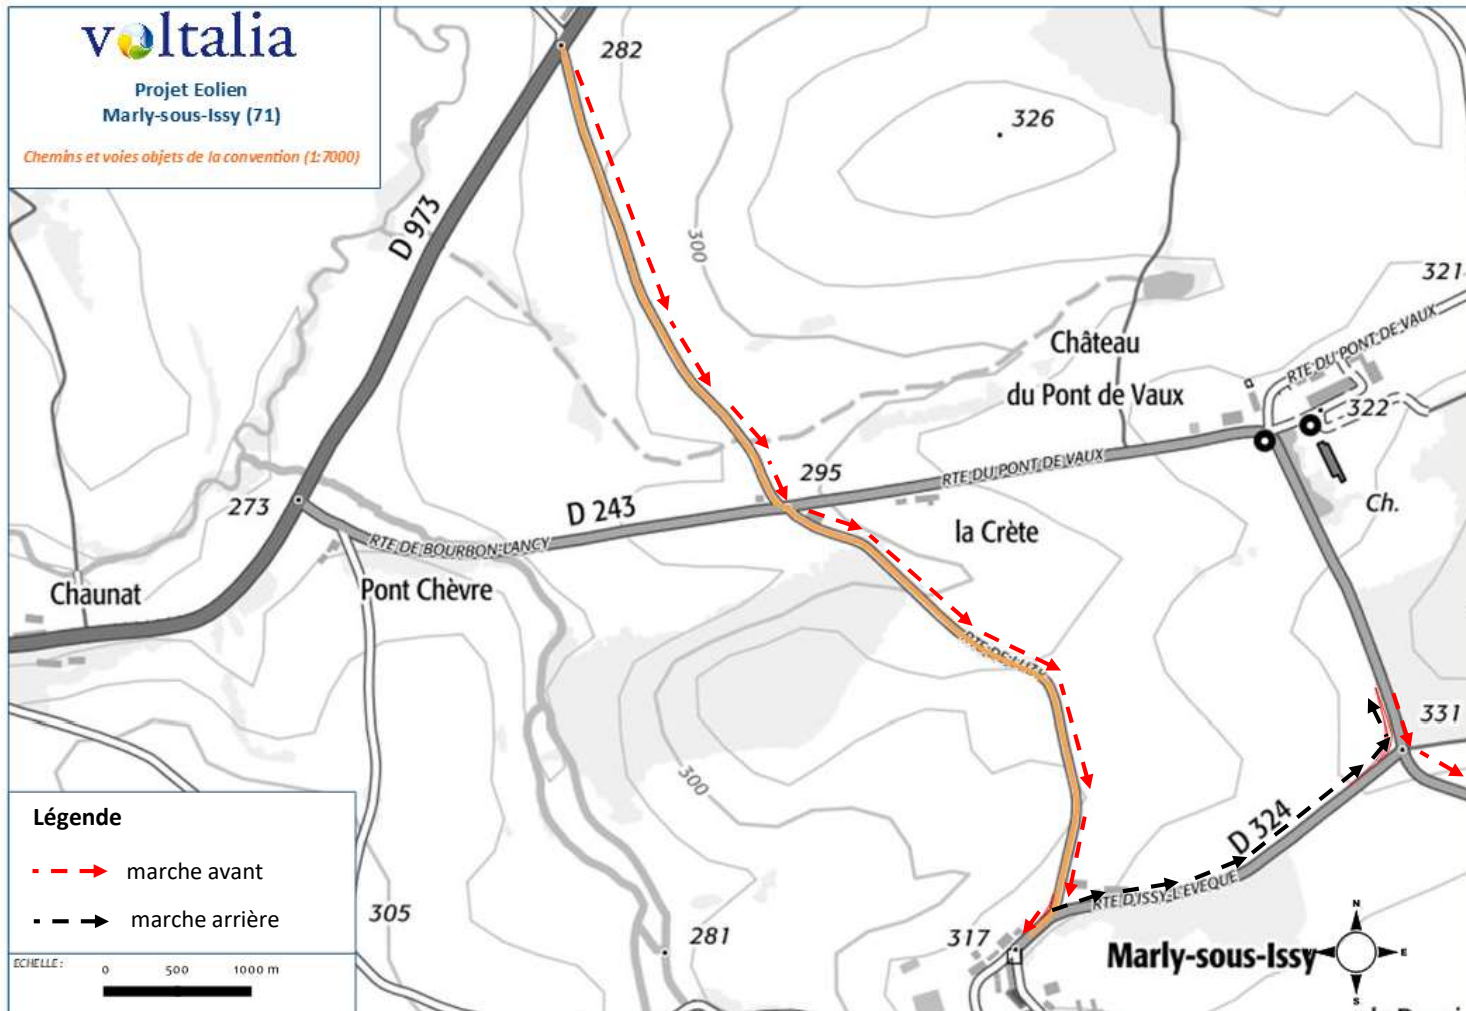 voltalia
Projet Eolien
Marly-sous-Issy (71)
Chemins et voies objets de la convention (1:7000)
282
326
D 973
300
321
Château
du Pont de Vaux
RTE DU PONT DE VAUX
322
295
RTE DU PONT DE VAUX
273
D 243
Ch.
la Crète
RTE DE BOURBON-LANCY
Chaunat
Pont Chèvre
RTE DE LUZY
331
300
D 324
Légende
marche avant
marche arrière
305
281
RTE D'ISSY-L'EVEQUE
317
Marly-sous-Issy
N
E
S
ECHELLE :
0 500 1000 m